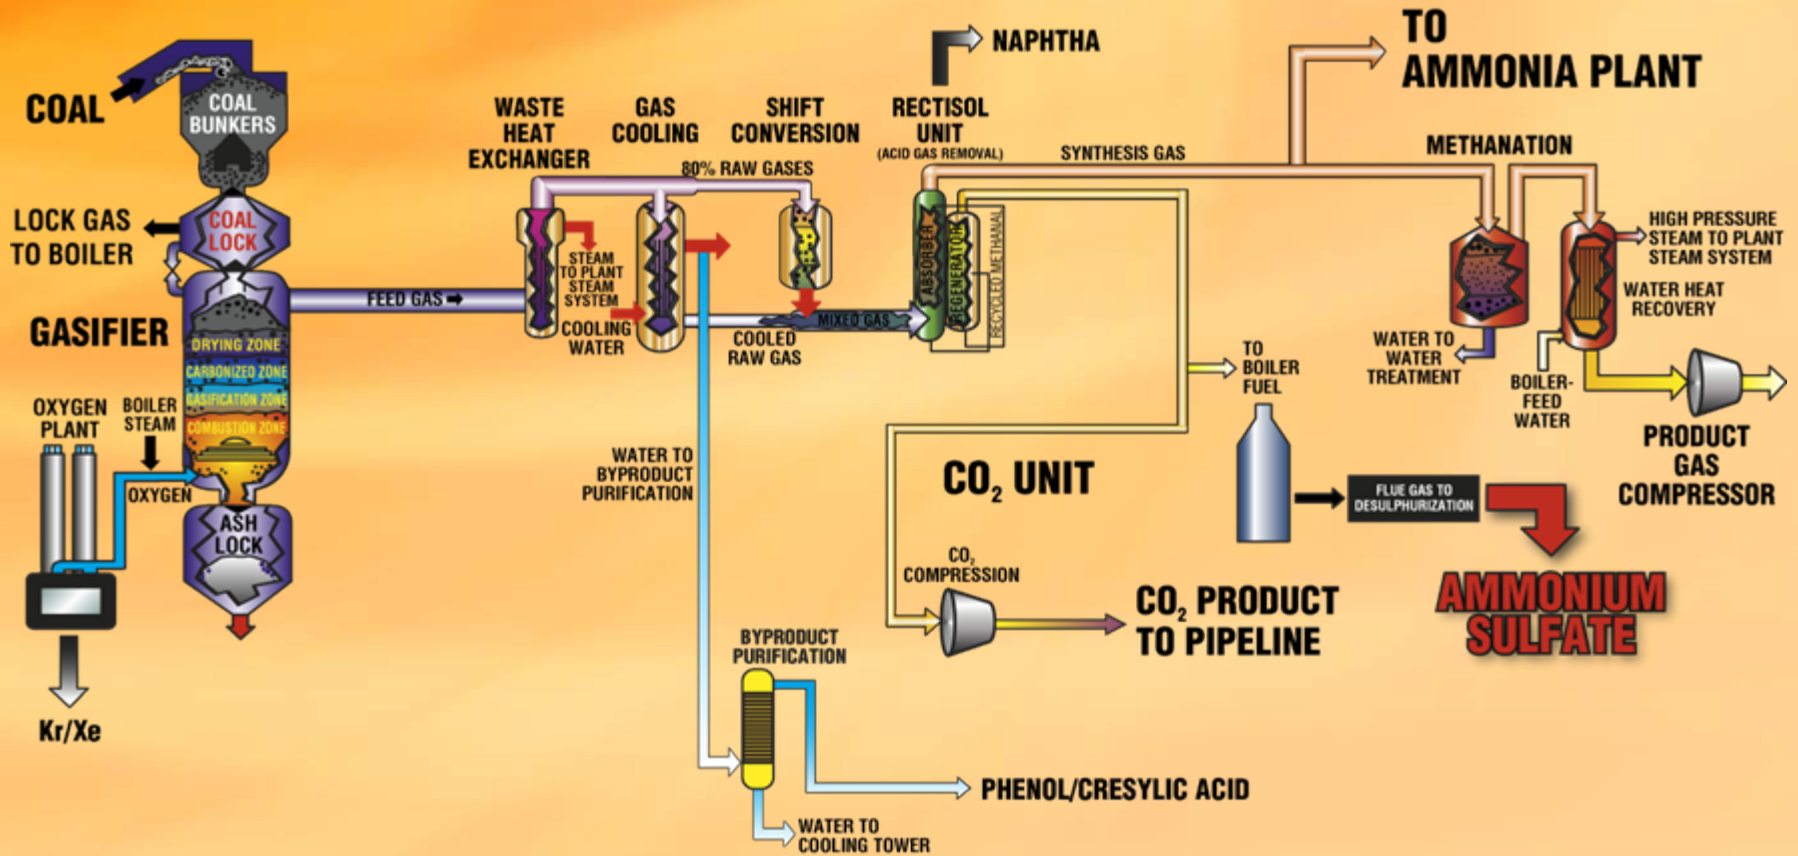 COAL
COAL
BUNKERS
LOCK GAS
TO BOILER
COAL
LOCK
GASIFIER
DRYING ZONE
CARBONIZED ZONE
GASIFICATION ZONE
COMBUSTION ZONE
OXYGEN
PLANT
BOILER
STEAM
OXYGEN
ASH
LOCK
Kr/Xe
FEED GAS
WASTE
HEAT
EXCHANGER
GAS
COOLING
SHIFT
CONVERSION
80% RAW GASES
STEAM
TO PLANT
STEAM
SYSTEM
COOLING
WATER
COOLED
RAW GAS
MIXED GAS
NAPHTHA
RECTISOL
UNIT
(ACID GAS REMOVAL)
ABSORBER
REGENERATOR
RECYCLED METHANAL
SYNTHESIS GAS
TO
AMMONIA PLANT
METHANATION
HIGH PRESSURE
STEAM TO PLANT
STEAM SYSTEM
WATER HEAT
RECOVERY
WATER TO
WATER
TREATMENT
BOILER-
FEED
WATER
PRODUCT
GAS
COMPRESSOR
TO
BOILER
FUEL
WATER TO
BYPRODUCT
PURIFICATION
CO₂ UNIT
FLUE GAS TO
DESULPHURIZATION
AMMONIUM
SULFATE
CO₂
COMPRESSION
CO₂ PRODUCT
TO PIPELINE
BYPRODUCT
PURIFICATION
PHENOL/CRESYLIC ACID
WATER TO
COOLING TOWER